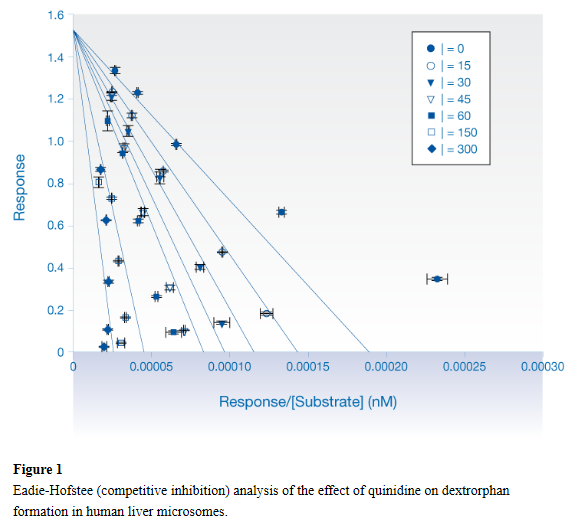 1.6
1.4
1.2
1.0
0.8
0.6
0.4
0.2
0
Response
0
0.00005
0.00010
0.00015
0.00020
0.00025
0.00030
Response/[Substrate] (nM)
| = 0
| = 15
| = 30
| = 45
| = 60
| = 150
| = 300
Figure 1
Eadie-Hofstee (competitive inhibition) analysis of the effect of quinidine on dextrorphan
formation in human liver microsomes.